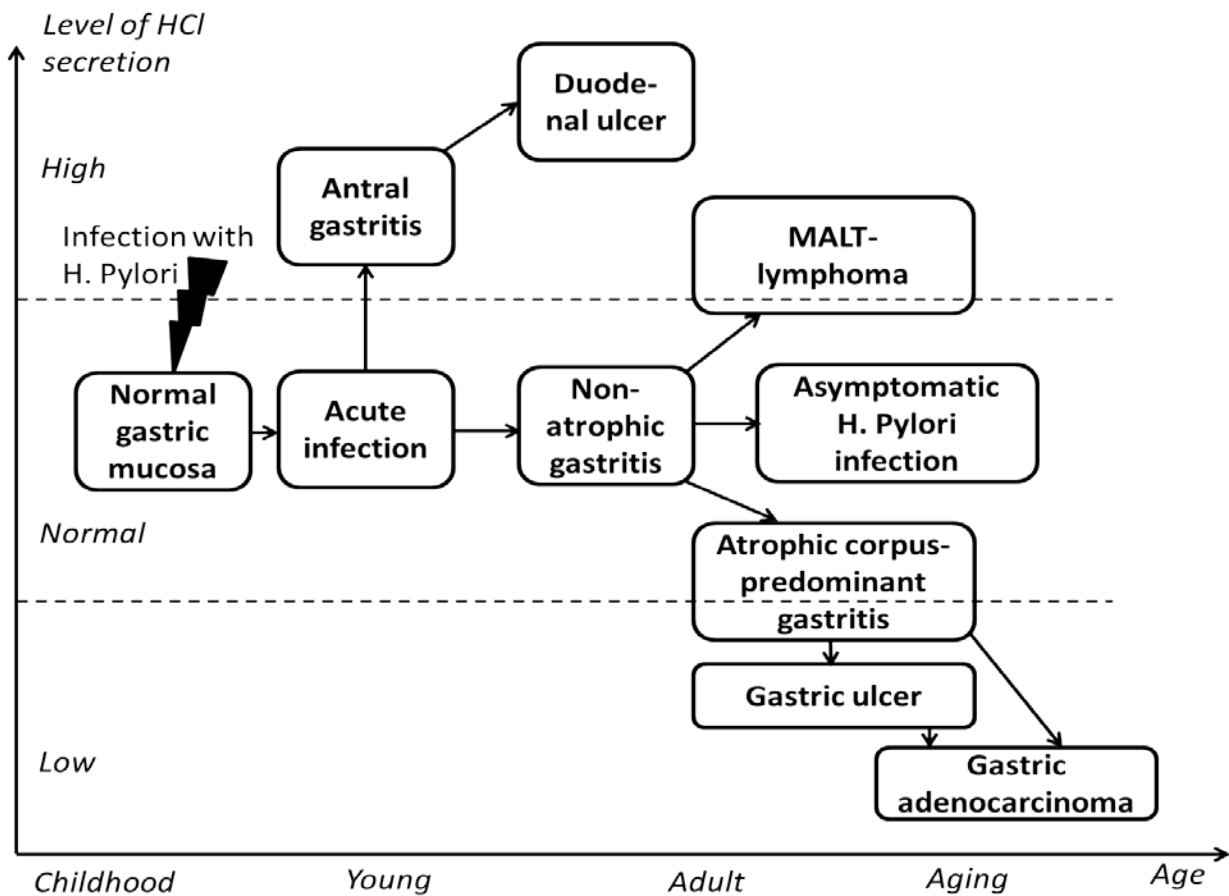 Level of HCl
secretion
Duode-
nal ulcer
High
Antral
gastritis
Infection with
H. Pylori
MALT-
lymphoma
Normal
gastric
mucosa
Acute
infection
Non-
atrophic
gastritis
Asymptomatic
H. Pylori
infection
Normal
Atrophic corpus-
predominant
gastritis
Gastric ulcer
Low
Gastric
adenocarcinoma
Childhood
Young
Adult
Aging
Age